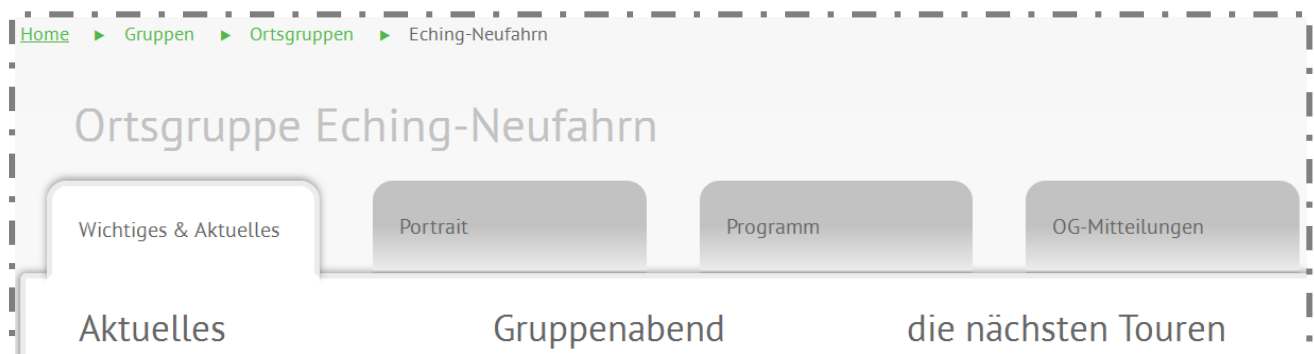 Home ► Gruppen ► Ortsgruppen ► Eching-Neufahrn
Ortsgruppe Eching-Neufahrn
Wichtiges & Aktuelles Portrait Programm OG-Mitteilungen
Aktuelles Gruppenabend die nächsten Touren